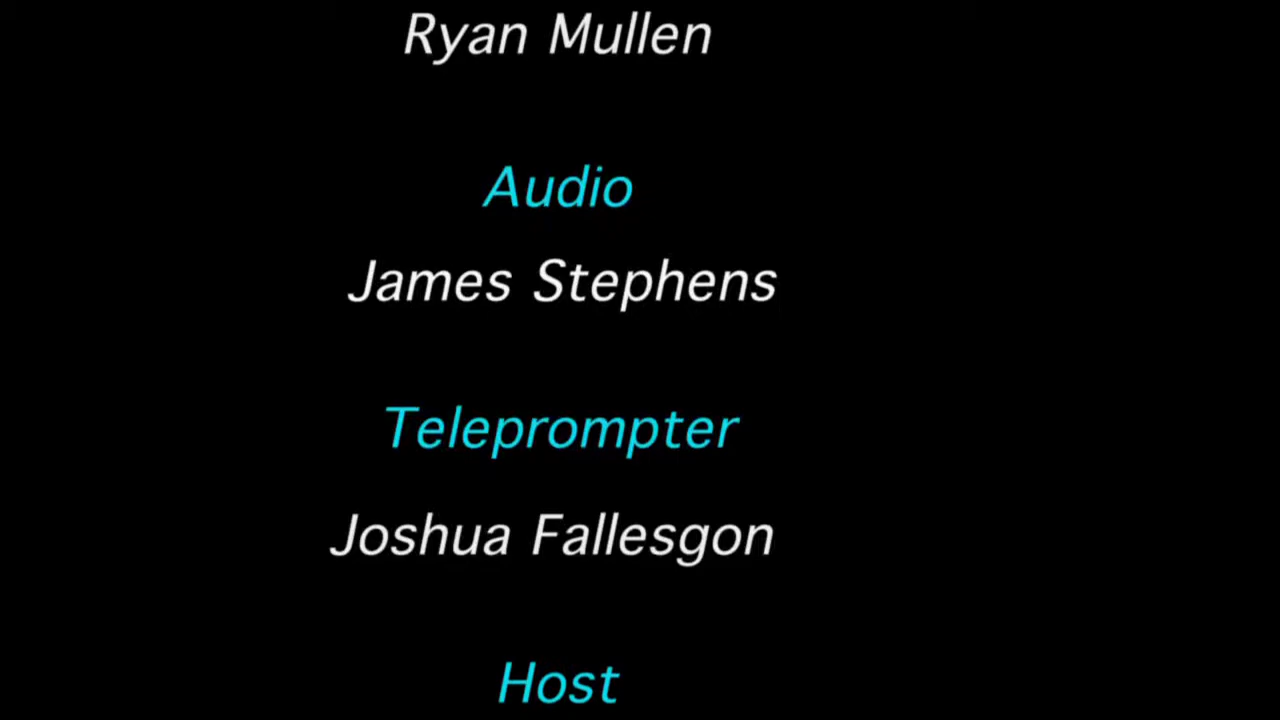 Ryan Mullen
Audio
James Stephens
Teleprompter
Joshua Fallesgon
Host